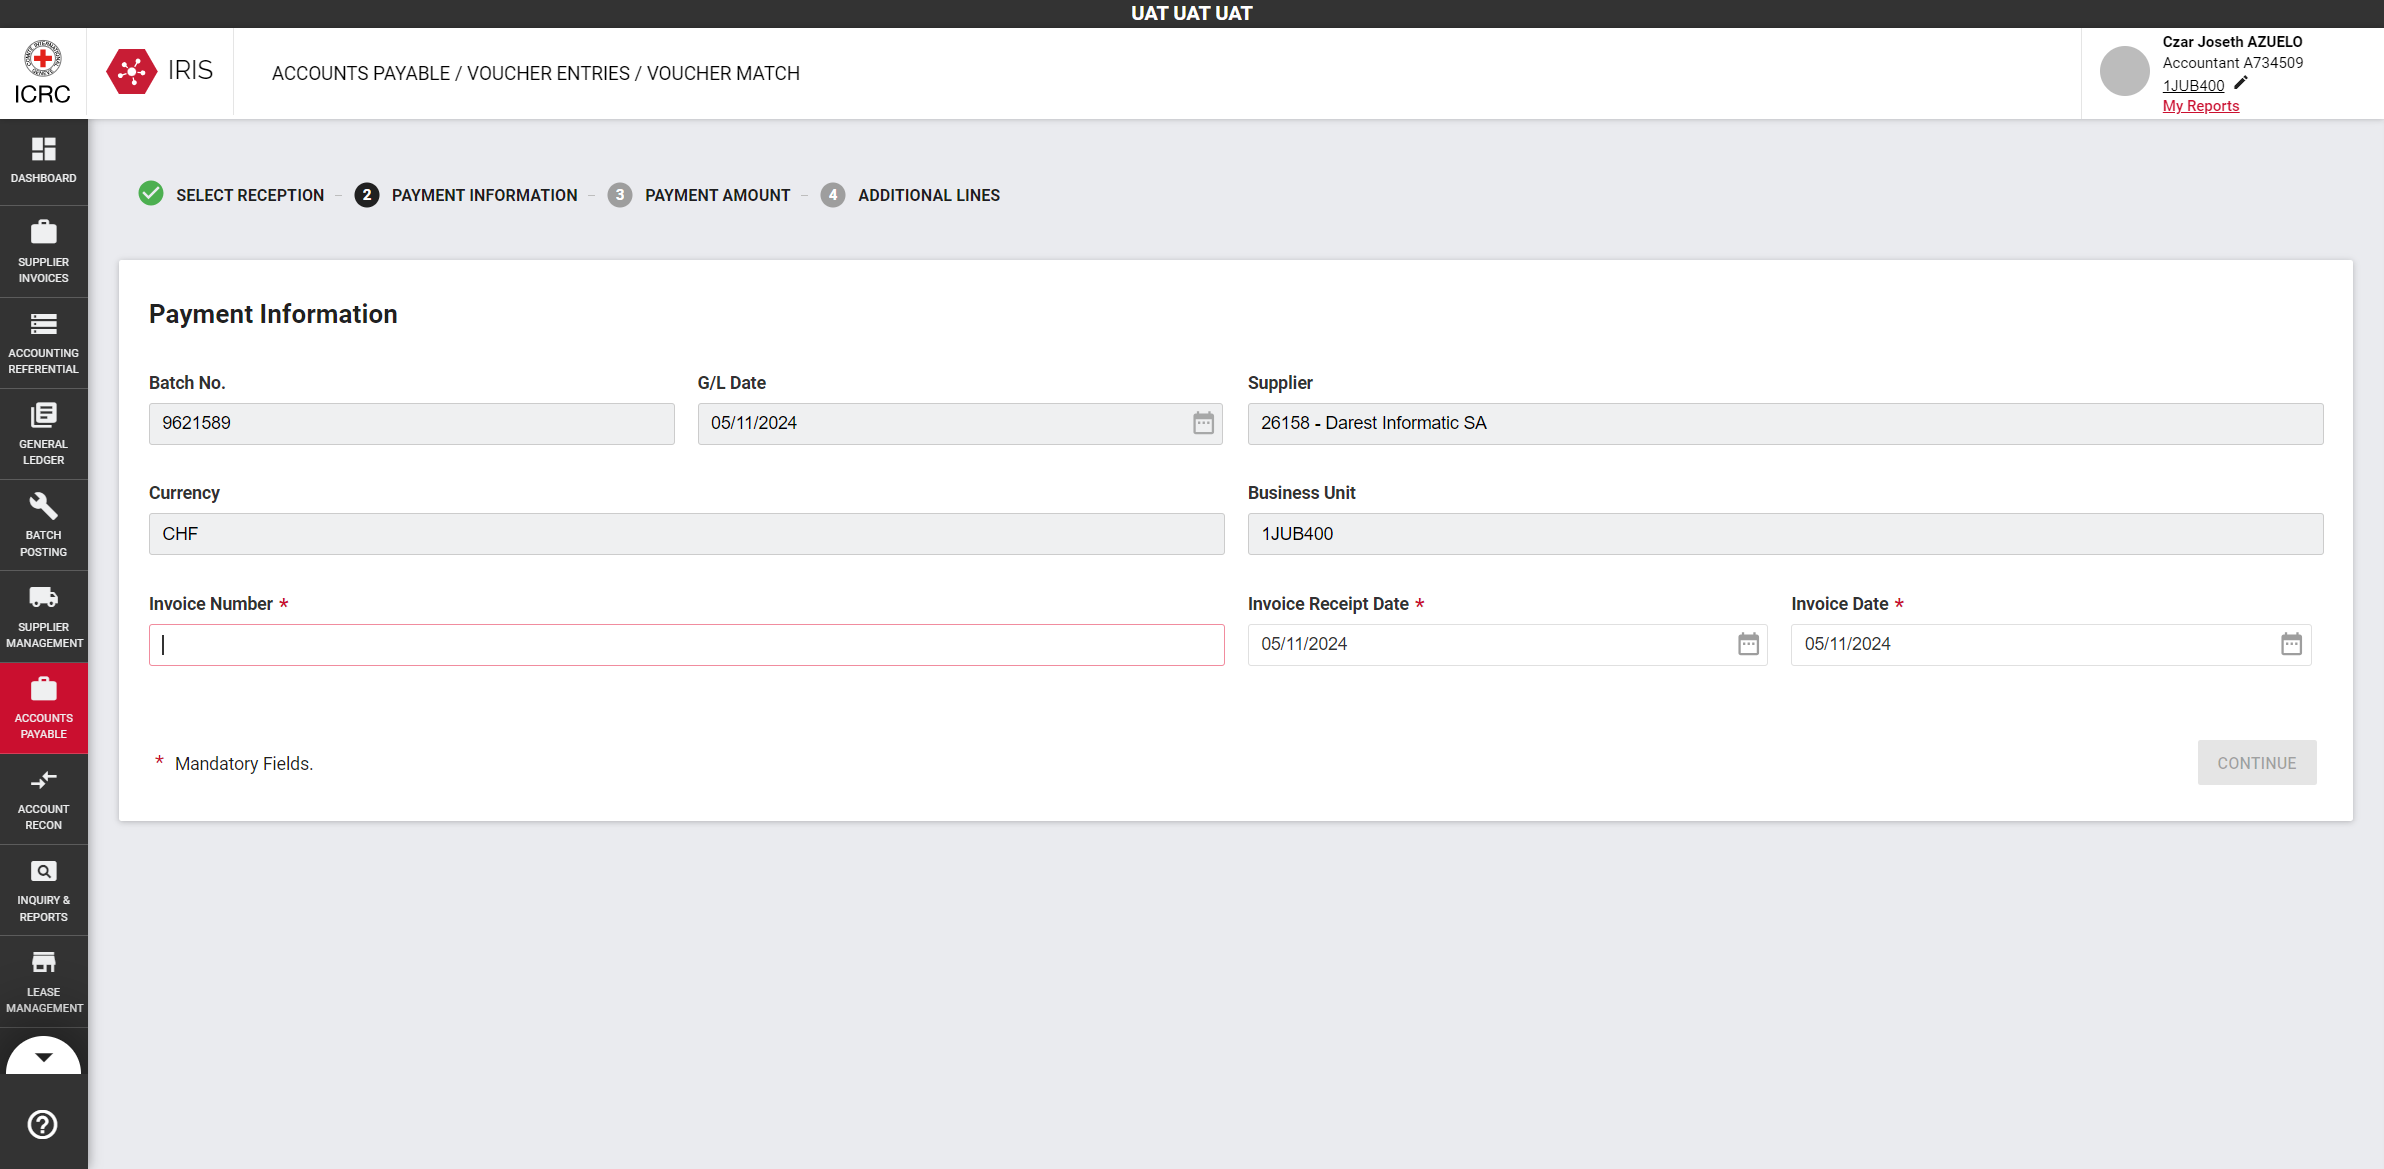 UAT UAT UAT
ICRC
IRIS
ACCOUNTS PAYABLE / VOUCHER ENTRIES / VOUCHER MATCH
Czar Joseth AZUELO
Accountant A734509
1JUB400
My Reports
DASHBOARD
SUPPLIER
INVOICES
ACCOUNTING
REFERENTIAL
GENERAL
LEDGER
BATCH
POSTING
SUPPLIER
MANAGEMENT
ACCOUNTS
PAYABLE
ACCOUNT
RECON
INQUIRY &
REPORTS
LEASE
MANAGEMENT
SELECT RECEPTION
2 PAYMENT INFORMATION
3 PAYMENT AMOUNT
4 ADDITIONAL LINES
Payment Information
Batch No. G/L Date Supplier
9621589 05/11/2024 26158 - Darest Informatic SA
Currency Business Unit
CHF 1JUB400
Invoice Number * Invoice Receipt Date * Invoice Date *
05/11/2024 05/11/2024
* Mandatory Fields.
CONTINUE